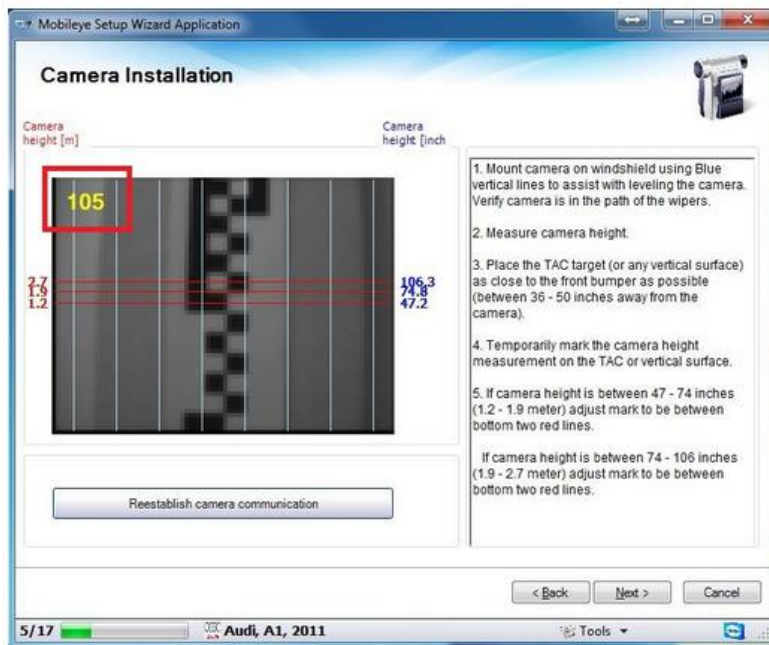 Mobileye Setup Wizard Application
Camera Installation
Camera
height [m]
Camera
height [inch
105
2.7
1.9
1.2
106.3
74.8
47.2
1. Mount camera on windshield using Blue
vertical lines to assist with leveling the camera.
Verify camera is in the path of the wipers.
2. Measure camera height.
3. Place the TAC target (or any vertical surface)
as close to the front bumper as possible
(between 36 - 50 inches away from the
camera).
4. Temporarily mark the camera height
measurement on the TAC or vertical surface.
5. If camera height is between 47 - 74 inches
(1.2 - 1.9 meter) adjust mark to be between
bottom two red lines.
If camera height is between 74 - 106 inches
(1.9 - 2.7 meter) adjust mark to be between
bottom two red lines.
Reestablish camera communication
< Back
Next >
Cancel
5/17
Audi, A1, 2011
Tools